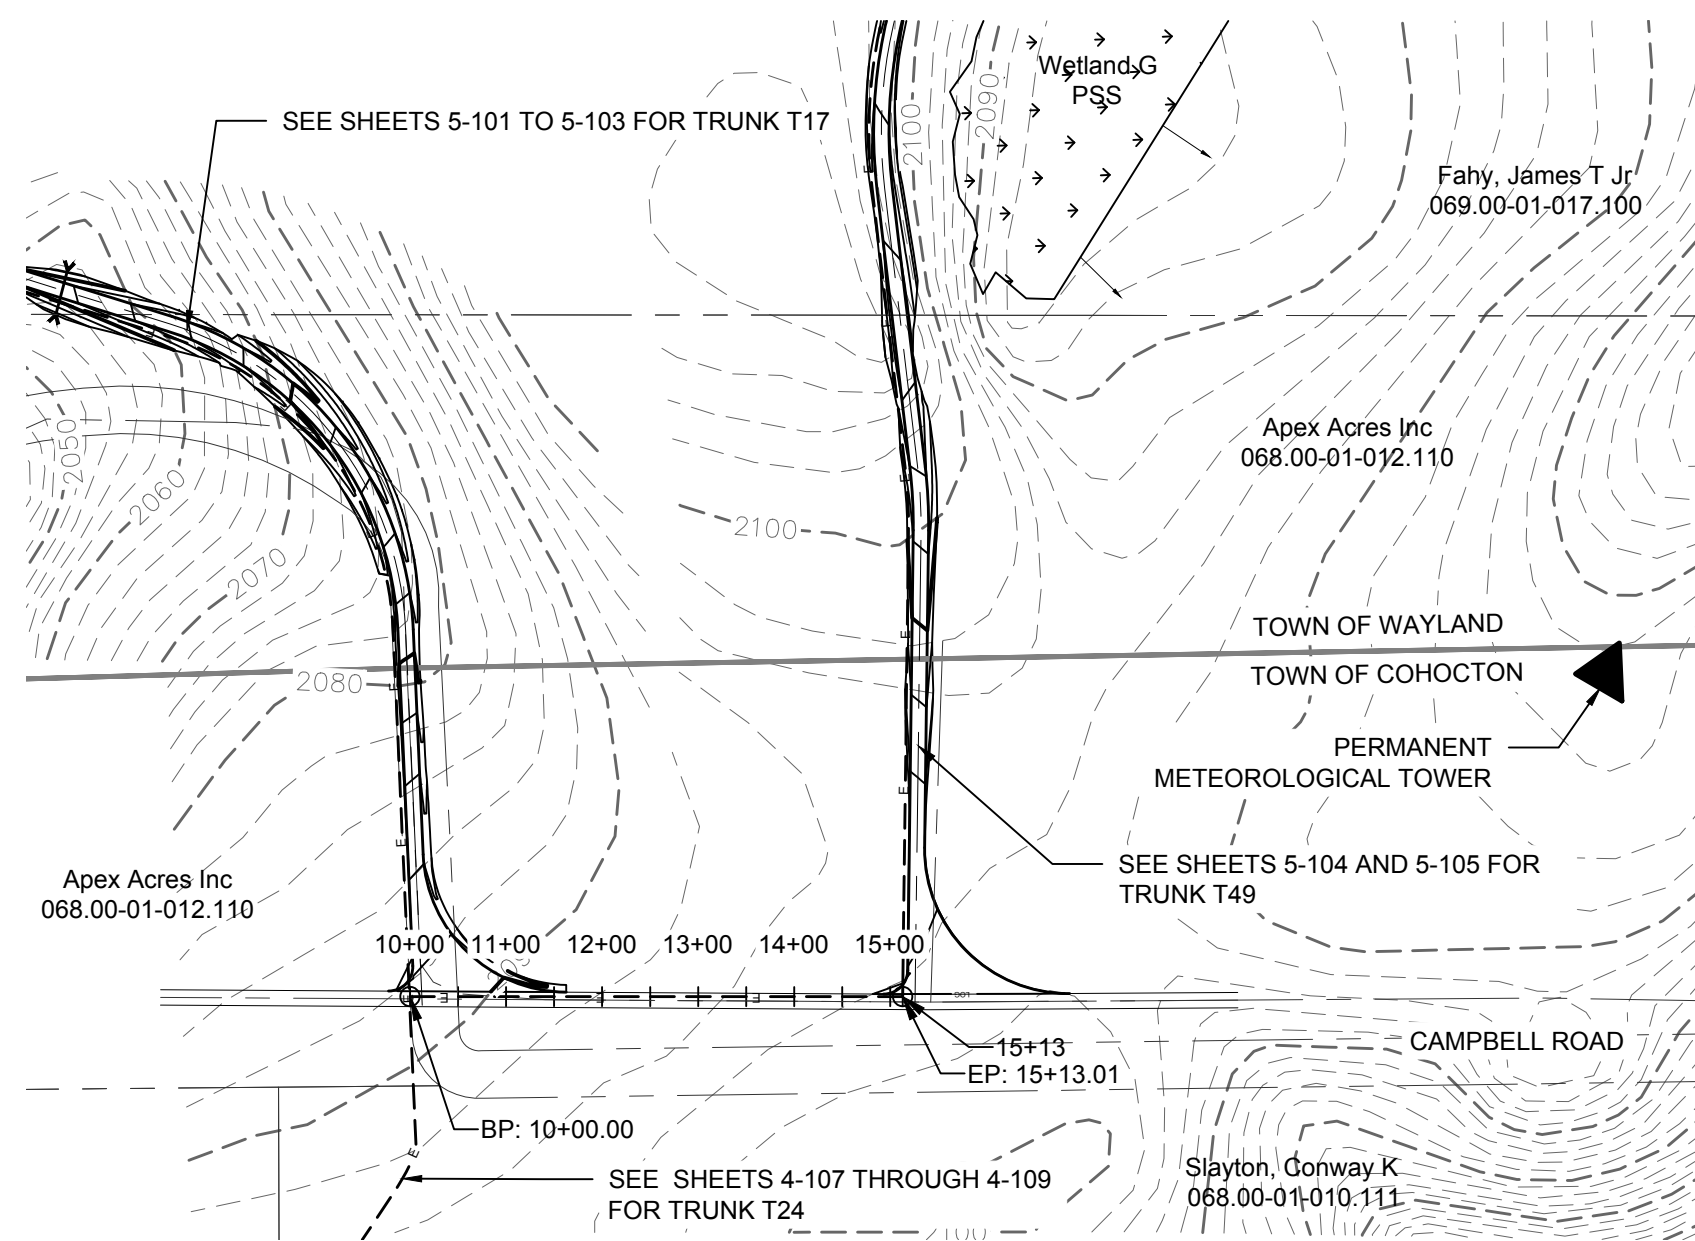 Wetland G
PSS
2090
2100
SEE SHEETS 5-101 TO 5-103 FOR TRUNK T17
Fahy, James T Jr
069.00-01-017.100
Apex Acres Inc
068.00-01-012.110
2050
2060
2070
2100
TOWN OF WAYLAND
TOWN OF COHOCTON
2080
PERMANENT
METEOROLOGICAL TOWER
SEE SHEETS 5-104 AND 5-105 FOR
TRUNK T49
Apex Acres Inc
068.00-01-012.110
10+00 11+00 12+00 13+00 14+00 15+00
E E E E E E E E E E E E
LOG
15+13
EP: 15+13.01
CAMPBELL ROAD
BP: 10+00.00
SEE SHEETS 4-107 THROUGH 4-109
FOR TRUNK T24
Slayton, Conway K
068.00-01-010.111
2100